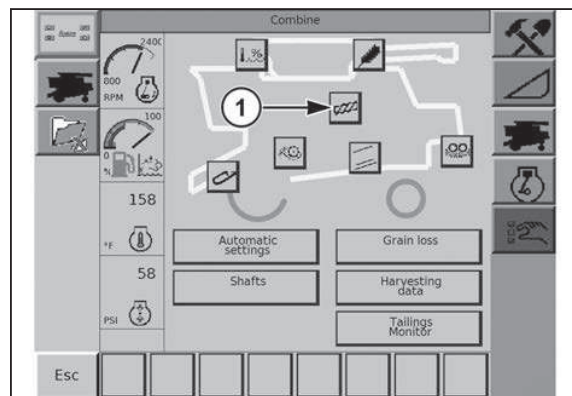 Combine
2400
800
RPM
1 %
1
100
0
%
158
°F
58
PSI
Automatic
settings
Grain loss
Shafts
Harvesting
data
Tailings
Monitor
Esc